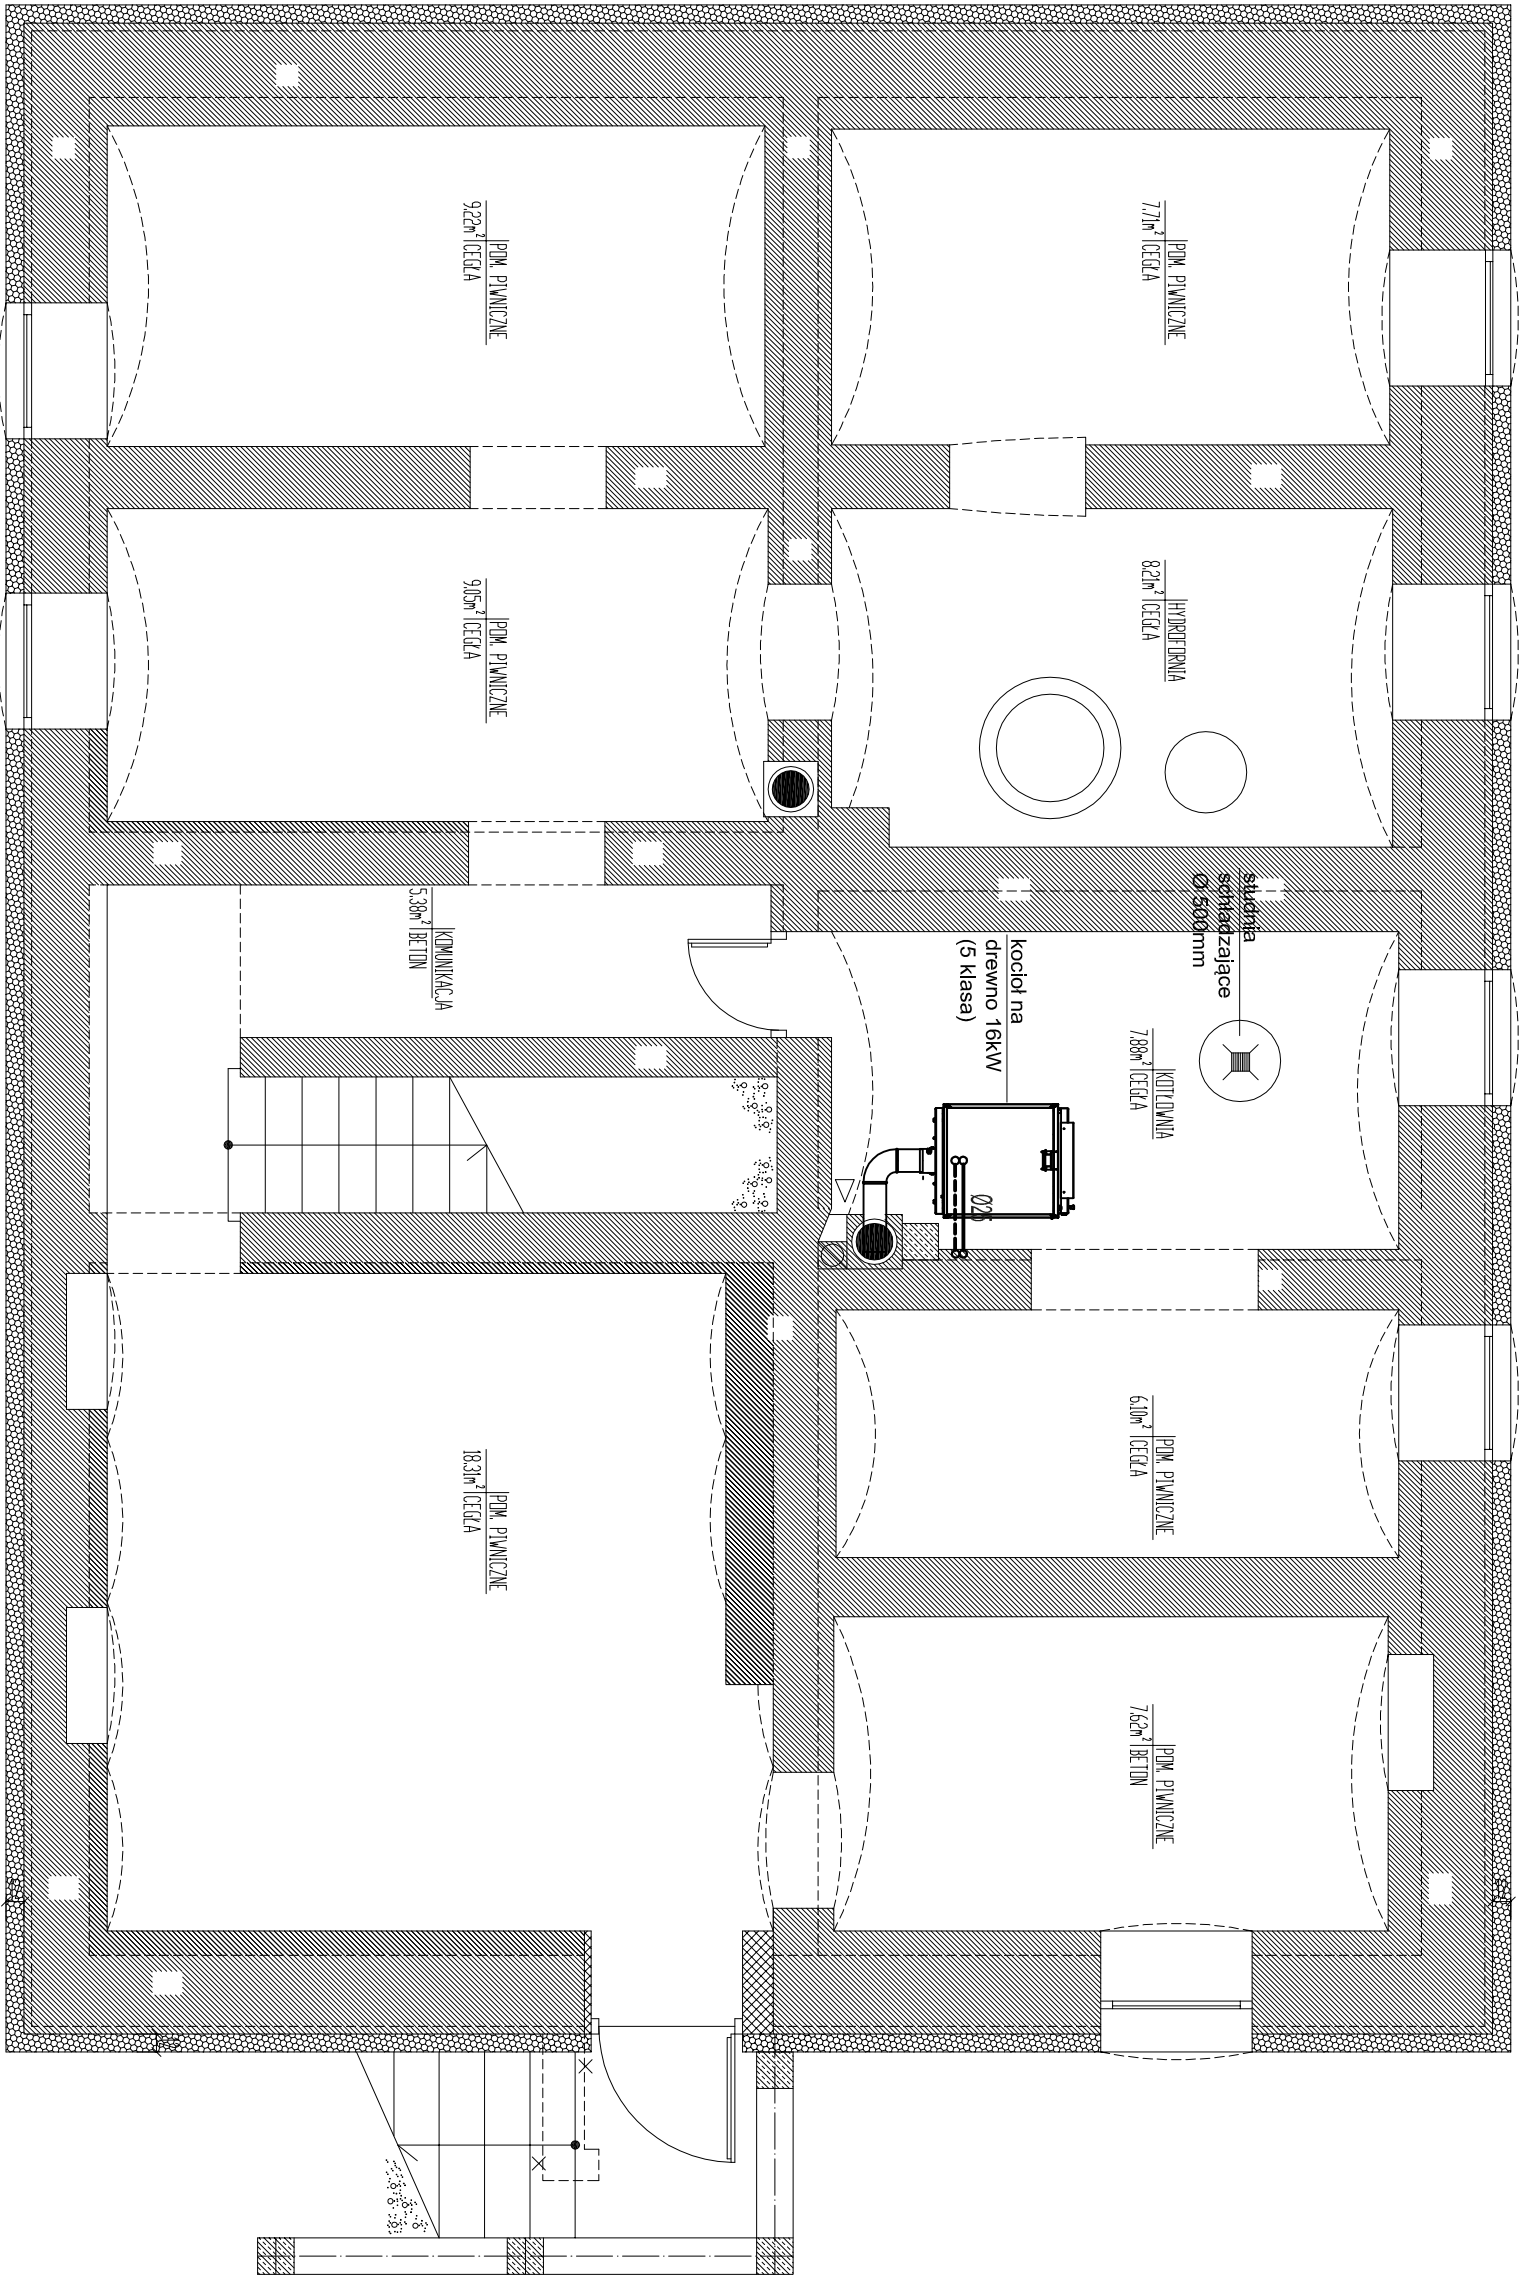 POM. PIWNICZNE
7.71m² CEGŁA
HYDROFORNIA
8.21m² CEGŁA
studnia
schładzające
Ø 500mm
KOTŁOWNIA
7.88m² CEGŁA
kocioł na
drewno 16kW
(5 klasa)
POM. PIWNICZNE
6.10m² CEGŁA
POM. PIWNICZNE
7.62m² BETON
POM. PIWNICZNE
9.22m² CEGŁA
POM. PIWNICZNE
9.05m² CEGŁA
KOMUNIKACJA
5.38m² BETON
POM. PIWNICZNE
18.31m² CEGŁA